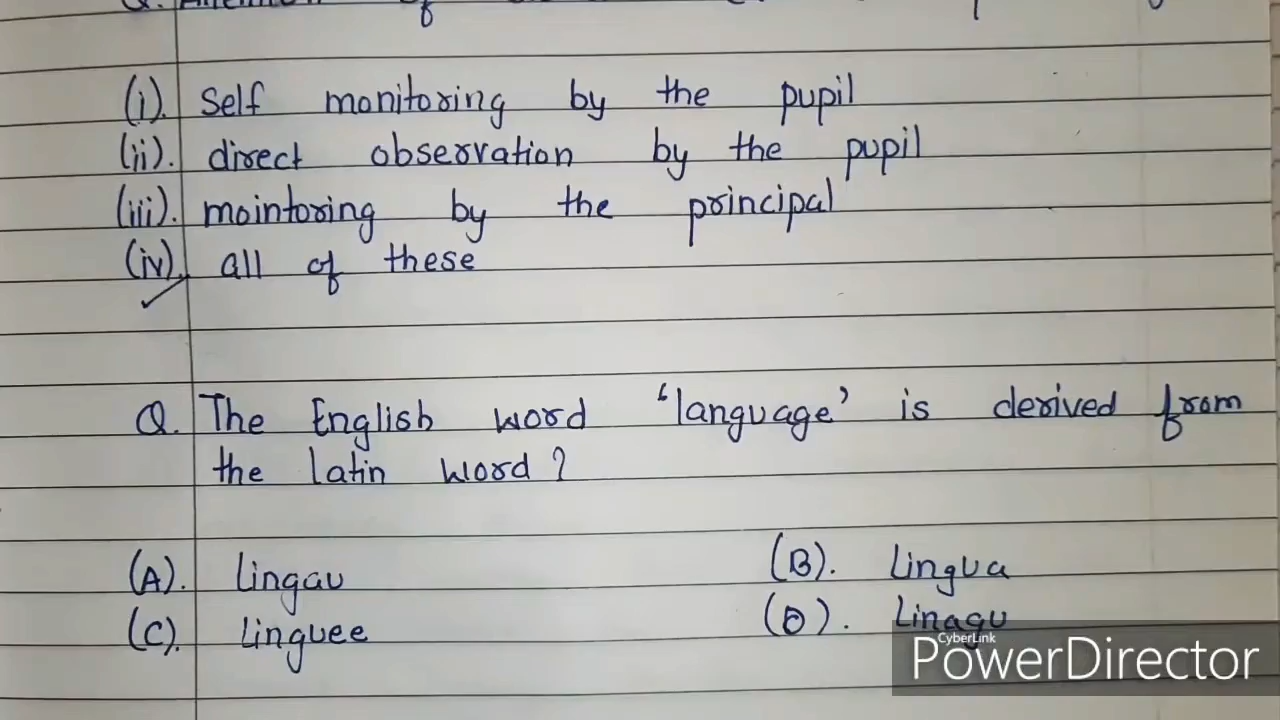 (i). Self monitoring by the pupil
(ii). direct observation by the pupil
(iii). mointoring by the principal
(iv). all of these
Q. The English word 'language' is derived from
the latin word ?
(A). lingau (B). Lingua
(C). linguee (D). Linagu
CyberLink
PowerDirector